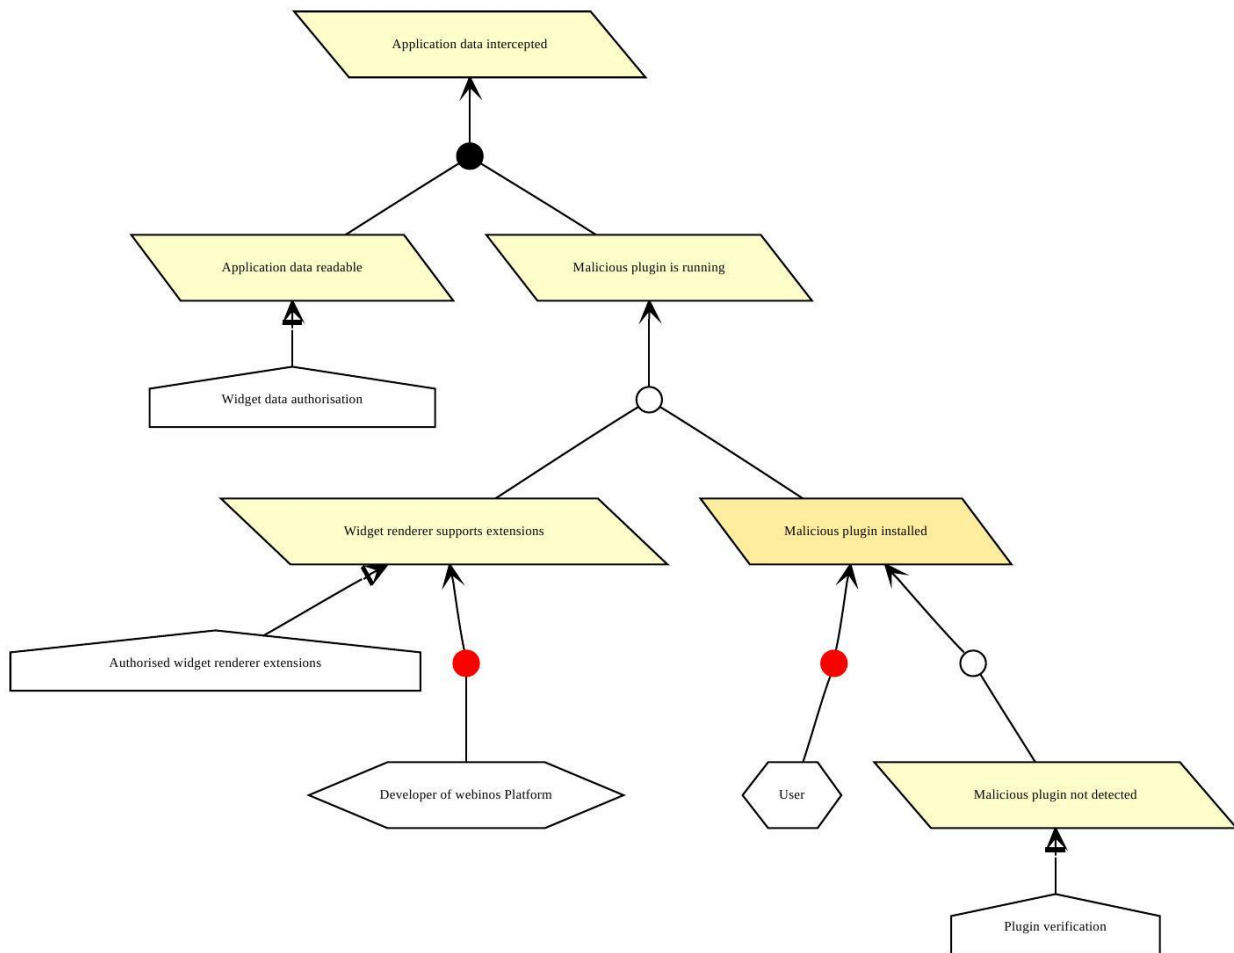 Application data intercepted
Application data readable
Malicious plugin is running
Widget data authorisation
Widget renderer supports extensions
Malicious plugin installed
Authorised widget renderer extensions
Developer of webinos Platform
User
Malicious plugin not detected
Plugin verification